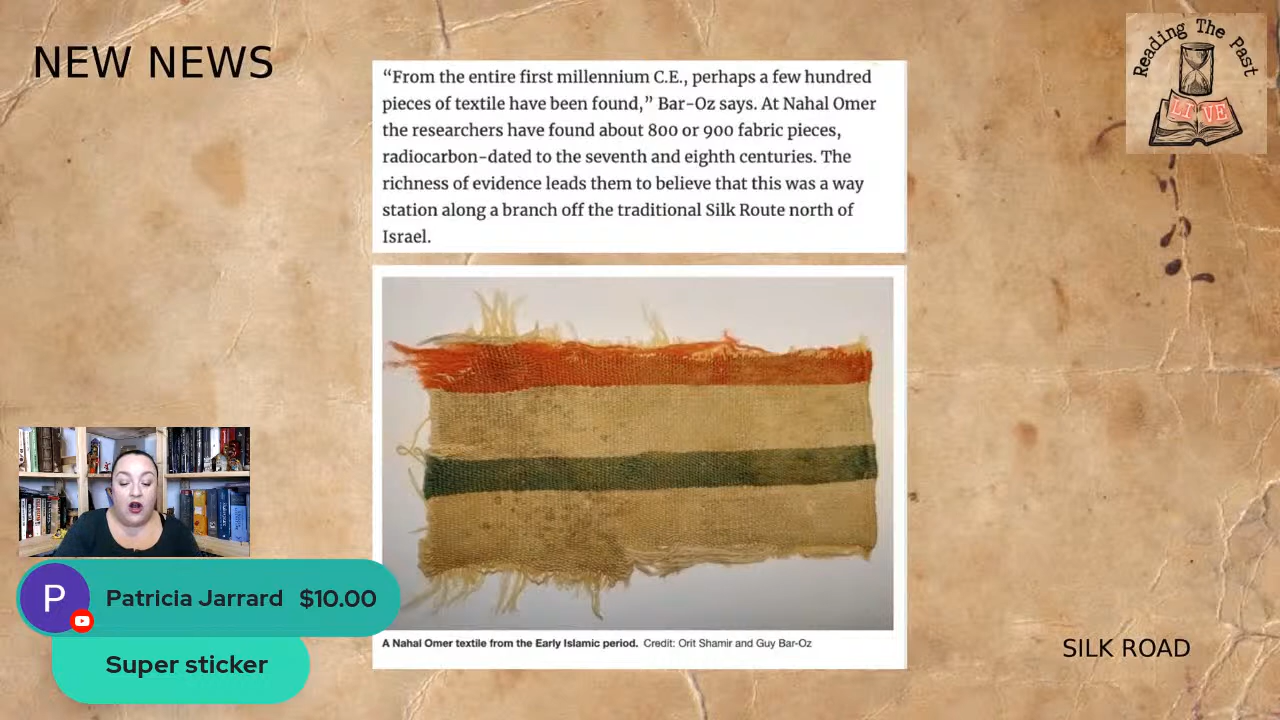 NEW NEWS
Reading The Past
LIVE
“From the entire first millennium C.E., perhaps a few hundred
pieces of textile have been found,” Bar-Oz says. At Nahal Omer
the researchers have found about 800 or 900 fabric pieces,
radiocarbon-dated to the seventh and eighth centuries. The
richness of evidence leads them to believe that this was a way
station along a branch off the traditional Silk Route north of
Israel.
P
Patricia Jarrard $10.00
Super sticker
A Nahal Omer textile from the Early Islamic period. Credit: Orit Shamir and Guy Bar-Oz
SILK ROAD